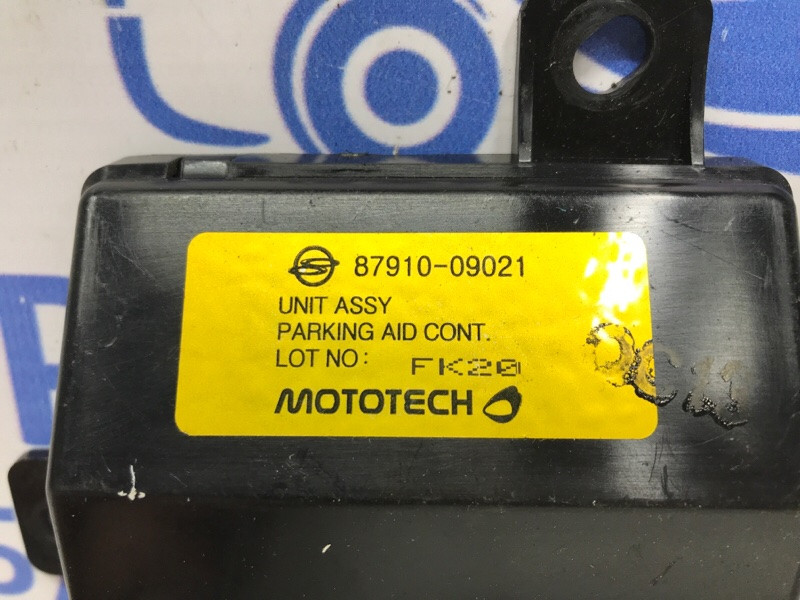 87910-09021
UNIT ASSY
PARKING AID CONT.
LOT NO: FK20
MOTOTECH